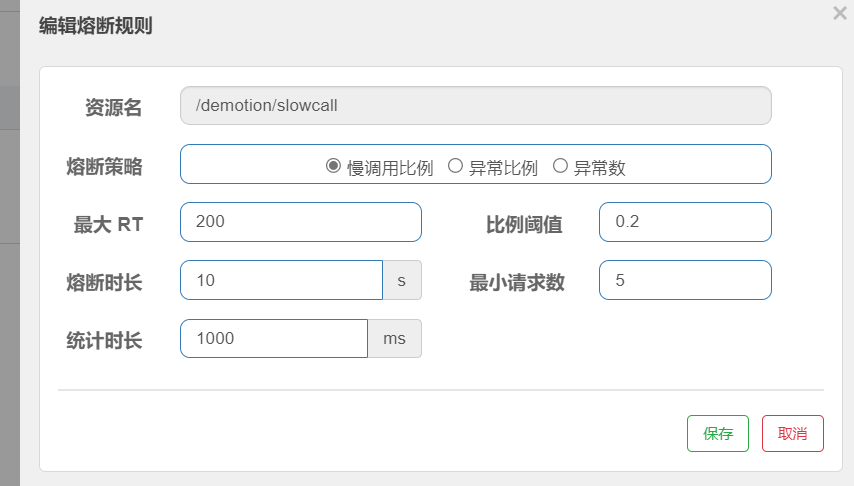 编辑熔断规则
×
资源名 /demotion/slowcall
熔断策略 慢调用比例 异常比例 异常数
最大 RT 200 比例阈值 0.2
熔断时长 10 s 最小请求数 5
统计时长 1000 ms
保存 取消